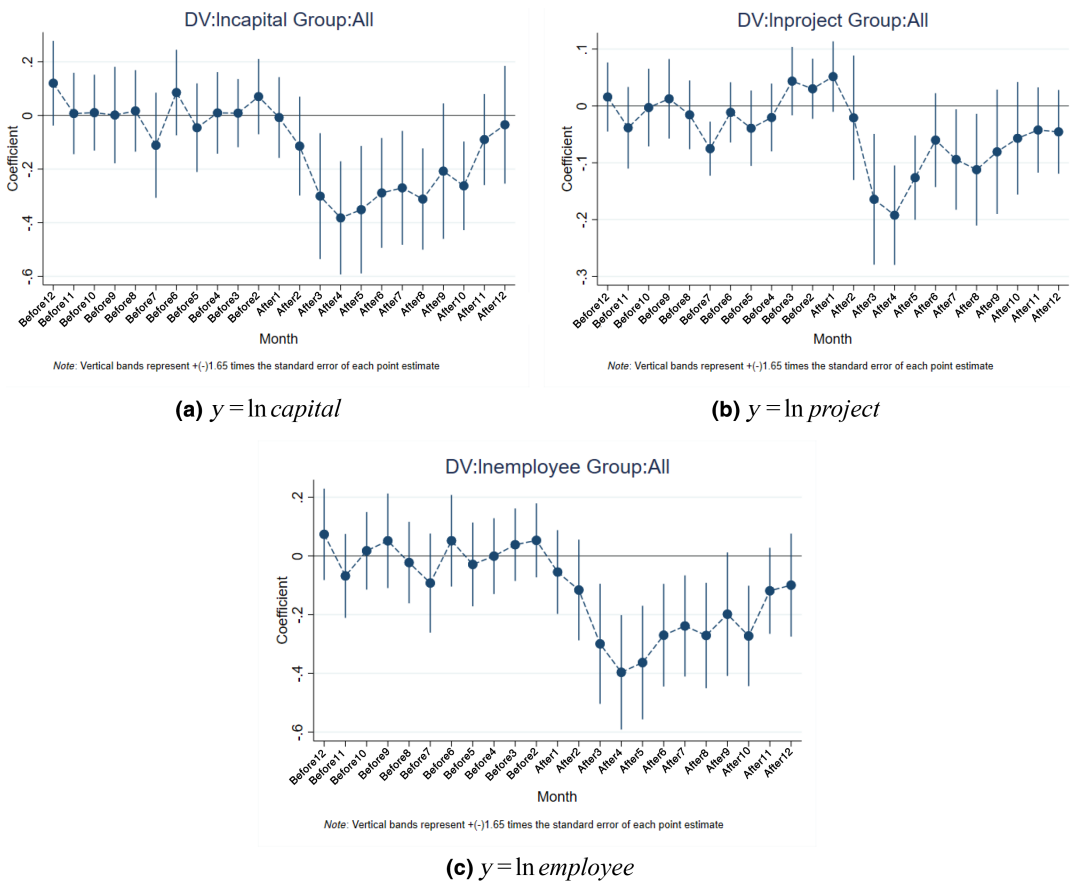 DV:lncapital Group:All
.2
0
-.2
-.4
-.6
Coefficient
Before12
Before11
Before10
Before9
Before8
Before7
Before6
Before5
Before4
Before3
Before2
After1
After2
After3
After4
After5
After6
After7
After8
After9
After10
After11
After12
Month
Note: Vertical bands represent +(-)1.65 times the standard error of each point estimate
(a) y = ln capital
DV:lnproject Group:All
.1
0
-.1
-.2
-.3
Coefficient
Before12
Before11
Before10
Before9
Before8
Before7
Before6
Before5
Before4
Before3
Before2
After1
After2
After3
After4
After5
After6
After7
After8
After9
After10
After11
After12
Month
Note: Vertical bands represent +(-)1.65 times the standard error of each point estimate
(b) y = ln project
DV:lnemployee Group:All
.2
0
-.2
-.4
-.6
Coefficient
Before12
Before11
Before10
Before9
Before8
Before7
Before6
Before5
Before4
Before3
Before2
After1
After2
After3
After4
After5
After6
After7
After8
After9
After10
After11
After12
Month
Note: Vertical bands represent +(-)1.65 times the standard error of each point estimate
(c) y = ln employee